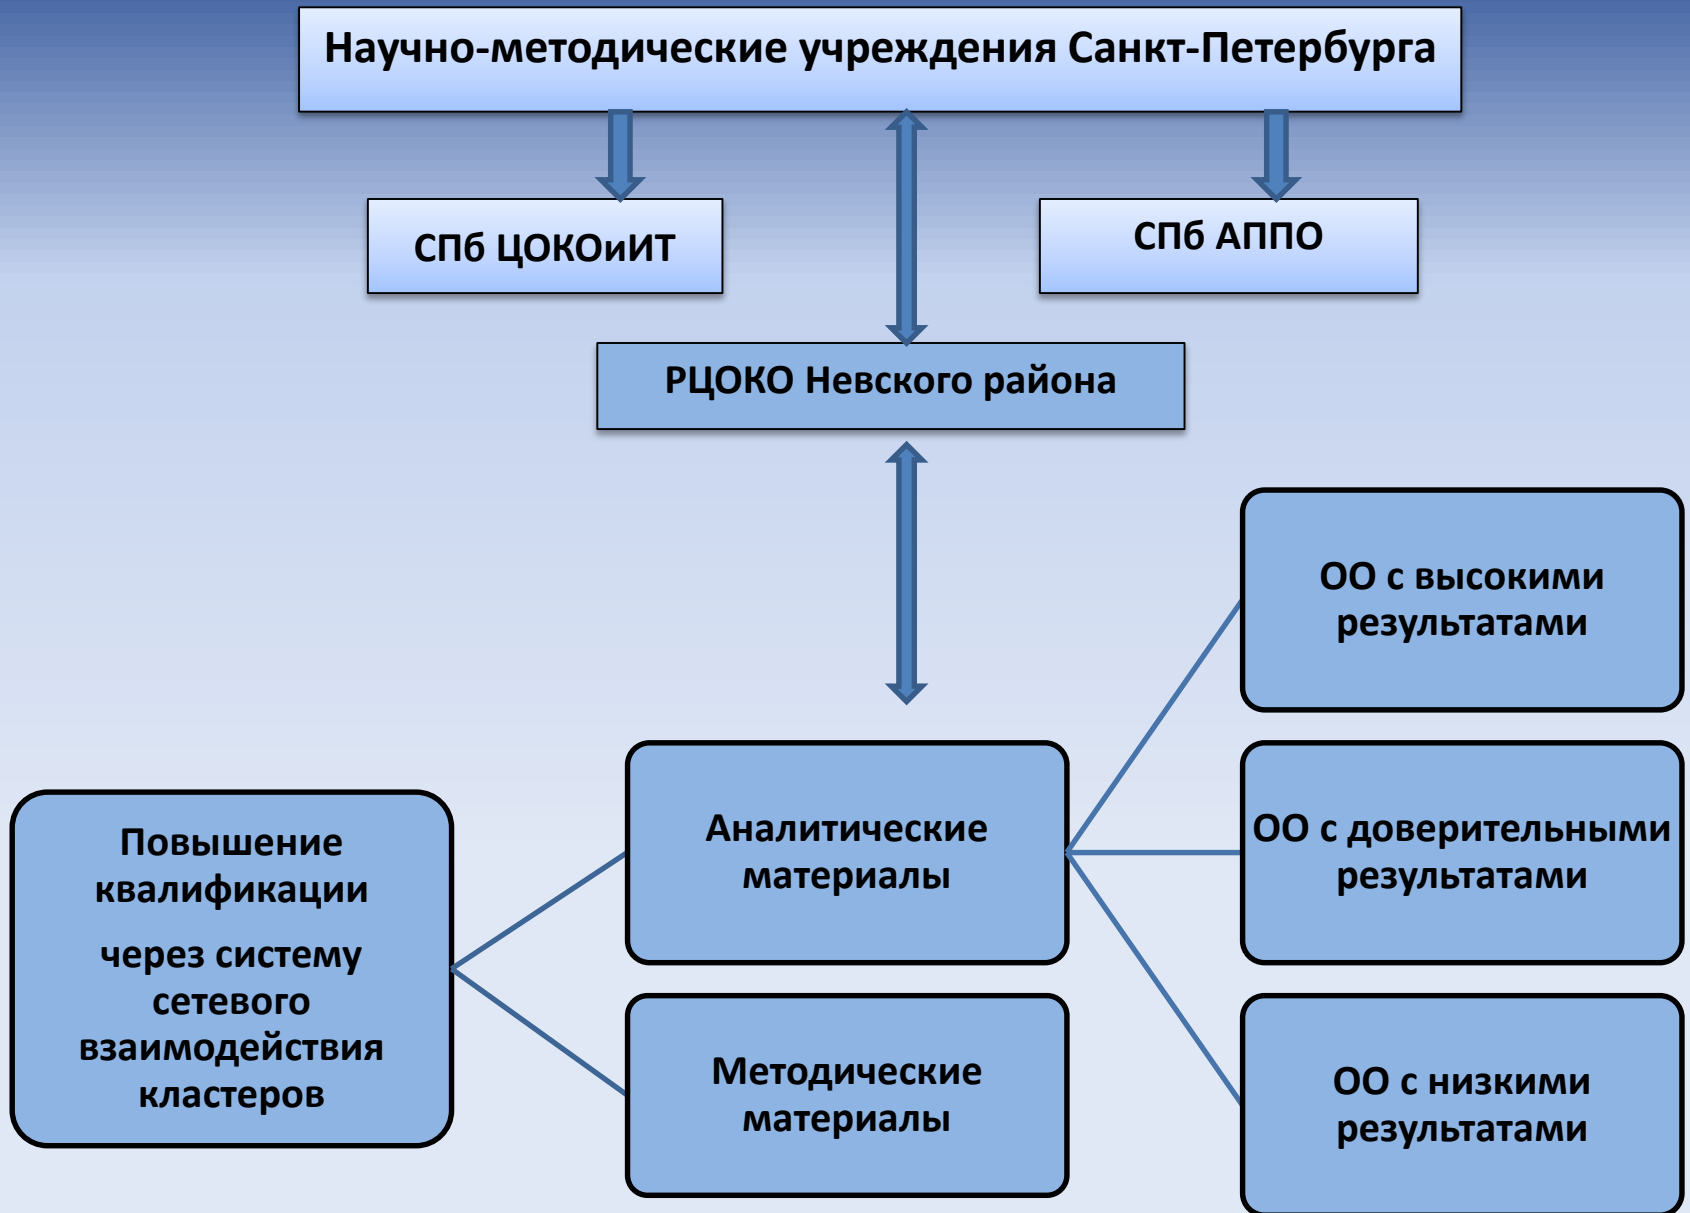 Научно-методические учреждения Санкт-Петербурга
СПб ЦОКОиИТ
СПб АППО
РЦОКО Невского района
Повышение
квалификации
через систему
сетевого
взаимодействия
кластеров
Аналитические
материалы
Методические
материалы
ОО с высокими
результатами
ОО с доверительными
результатами
ОО с низкими
результатами